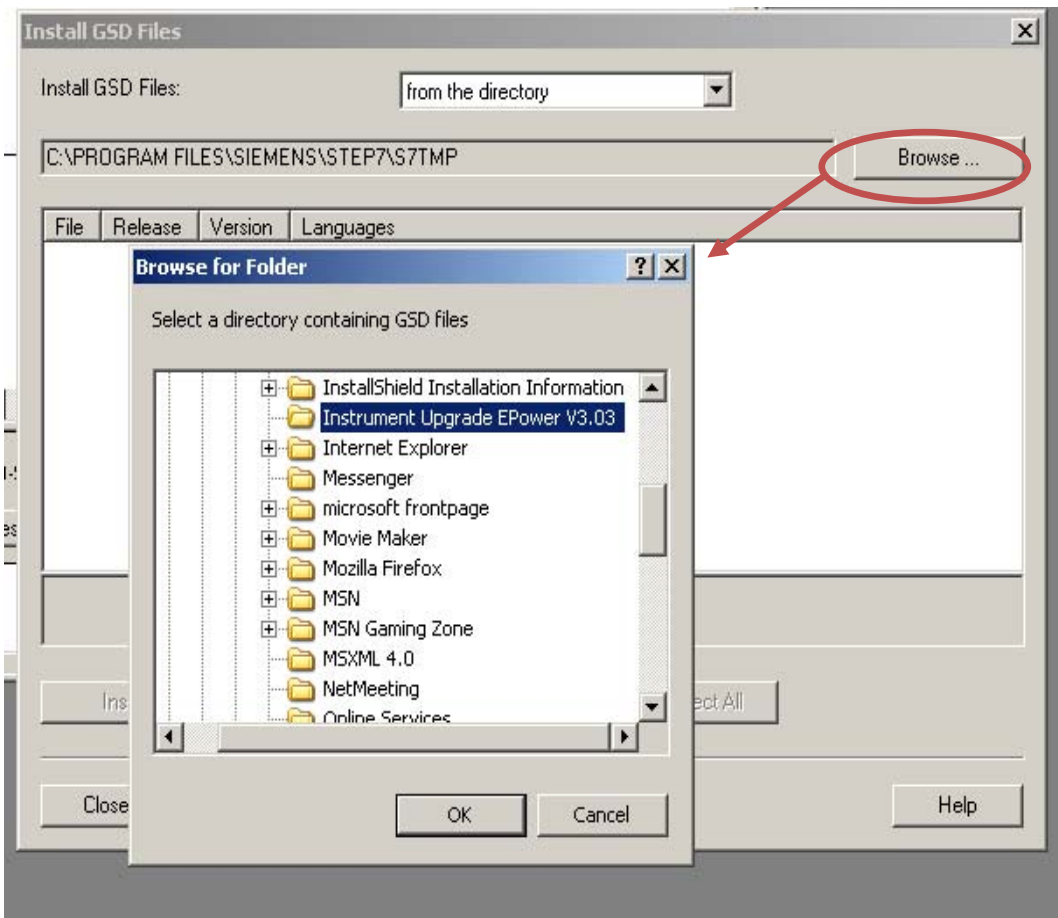 Install GSD Files
Install GSD Files:
from the directory
C:\PROGRAM FILES\SIEMENS\STEP7\S7TMP
Browse ...
File Release Version Languages
Browse for Folder
Select a directory containing GSD files
InstallShield Installation Information
Instrument Upgrade EPower V3.03
Internet Explorer
Messenger
microsoft frontpage
Movie Maker
Mozilla Firefox
MSN
MSN Gaming Zone
MSXML 4.0
NetMeeting
Online Services
Ins
ect All
OK
Cancel
Close
Help